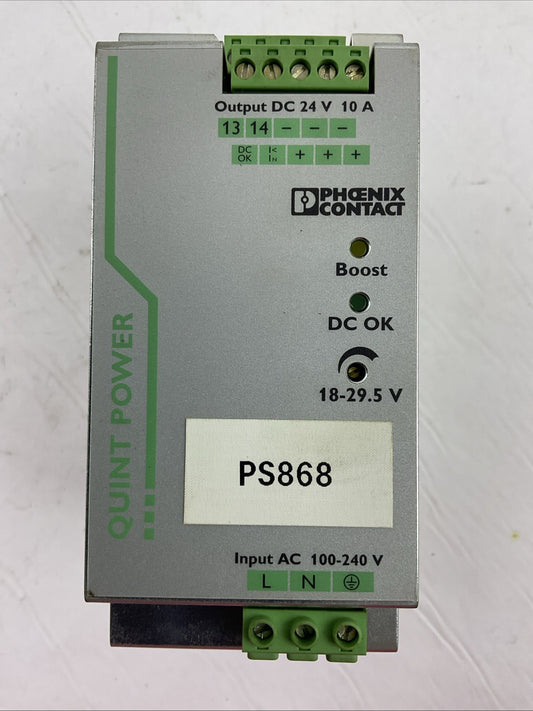 Output DC 24 V 10 A
13 14 – – –
DC OK I< IN + + +
PHŒNIX
CONTACT
Boost
DC OK
18-29.5 V
QUINT POWER
PS868
Input AC 100-240 V
L N